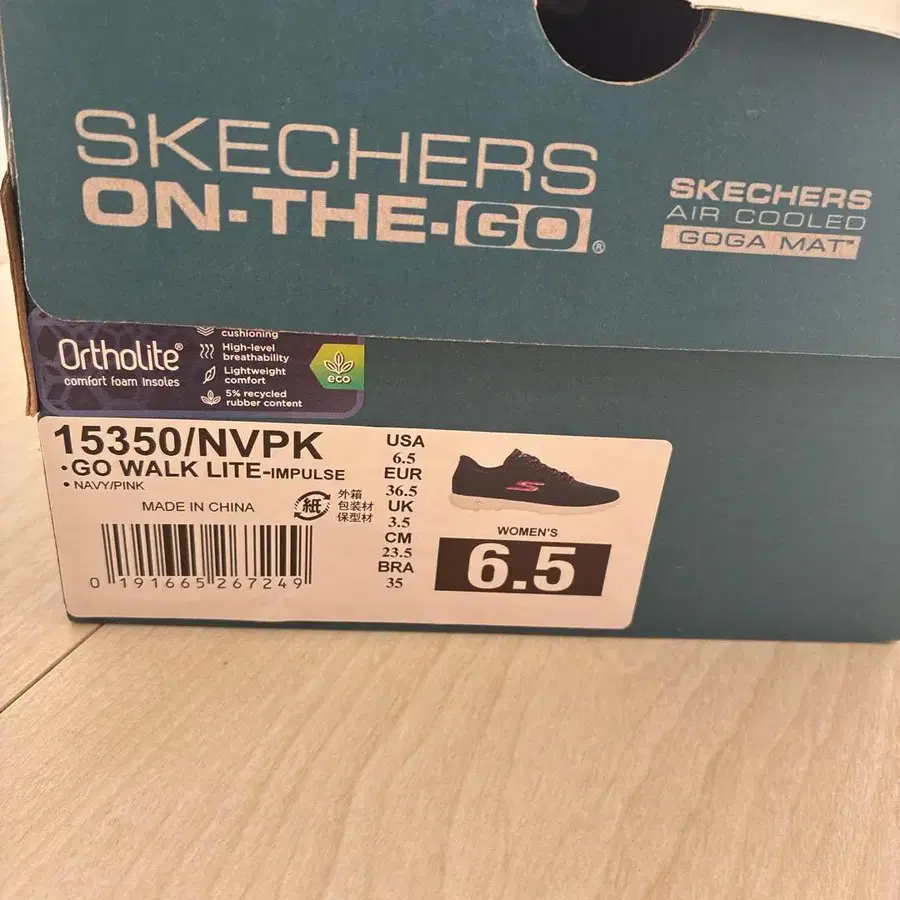 SKECHERS
ON-THE-GO®
SKECHERS
AIR COOLED
GOGA MAT™
OrthoLite®
comfort foam insoles
cushioning
High-level
breathability
Lightweight
comfort
5% recycled
rubber content
eco
15350/NVPK
•GO WALK LITE-IMPULSE
• NAVY/PINK
MADE IN CHINA
紙
外箱
包装材
保型材
0 191665 267249
USA
6.5
EUR
36.5
UK
3.5
CM
23.5
BRA
35
WOMEN'S
6.5